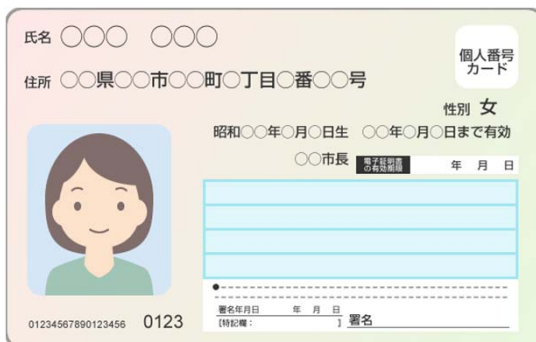 氏名 ○○○ ○○○
個人番号
カード
住所 ○○県○○市○○町○丁目○番○○号
性別 女
昭和○○年○月○日生 ○○年○月○日まで有効
○○市長 電子証明書の有効期限 年 月 日
署名年月日 年 月 日
【特記欄: 】 署名
01234567890123456 0123